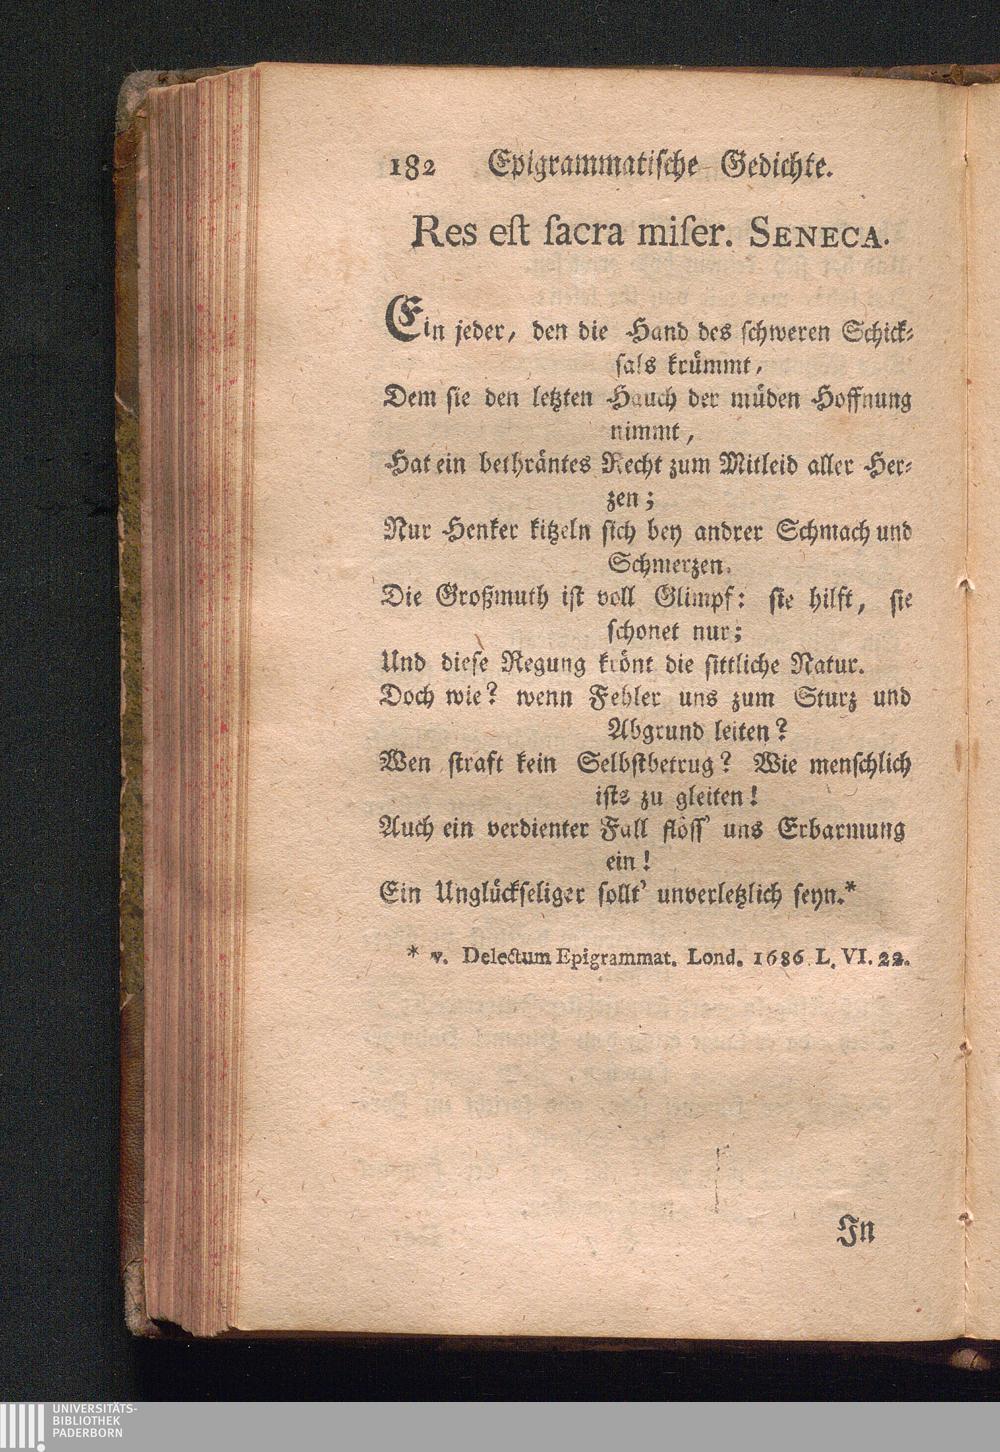 182 Epigrammatiſche Gedichte.
Res eſt ſacra miſer. SENECA.
Ein jeder, den die Hand des ſchweren Schick-
ſals krümmt,
Dem ſie den letzten Hauch der müden Hoffnung
nimmt,
Hat ein bethräntes Recht zum Mitleid aller Her-
zen;
Nur Henker kitzeln ſich bey andrer Schmach und
Schmerzen.
Die Großmuth iſt voll Glimpf: ſie hilft, ſie
ſchonet nur;
Und dieſe Regung krönt die ſittliche Natur.
Doch wie? wenn Fehler uns zum Sturz und
Abgrund leiten?
Wen ſtraft kein Selbſtbetrug? Wie menſchlich
iſts zu gleiten!
Auch ein verdienter Fall flöſſ’ uns Erbarmung
ein!
Ein Unglückſeliger ſollt’ unverletzlich ſeyn.*
* v. Delectum Epigrammat. Lond. 1686 L. VI. 22.
In
UNIVERSITÄTS-
BIBLIOTHEK
PADERBORN